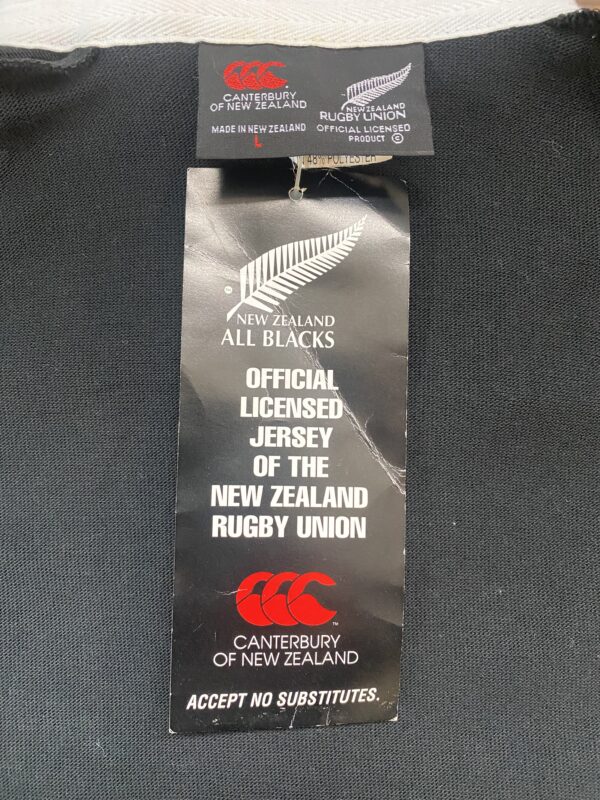 CANTERBURY
OF NEW ZEALAND
MADE IN NEW ZEALAND
L
NEW ZEALAND
RUGBY UNION
OFFICIAL LICENSED
PRODUCT ©
48% POLYESTER
NEW ZEALAND
ALL BLACKS
OFFICIAL
LICENSED
JERSEY
OF THE
NEW ZEALAND
RUGBY UNION
CANTERBURY
OF NEW ZEALAND
ACCEPT NO SUBSTITUTES.